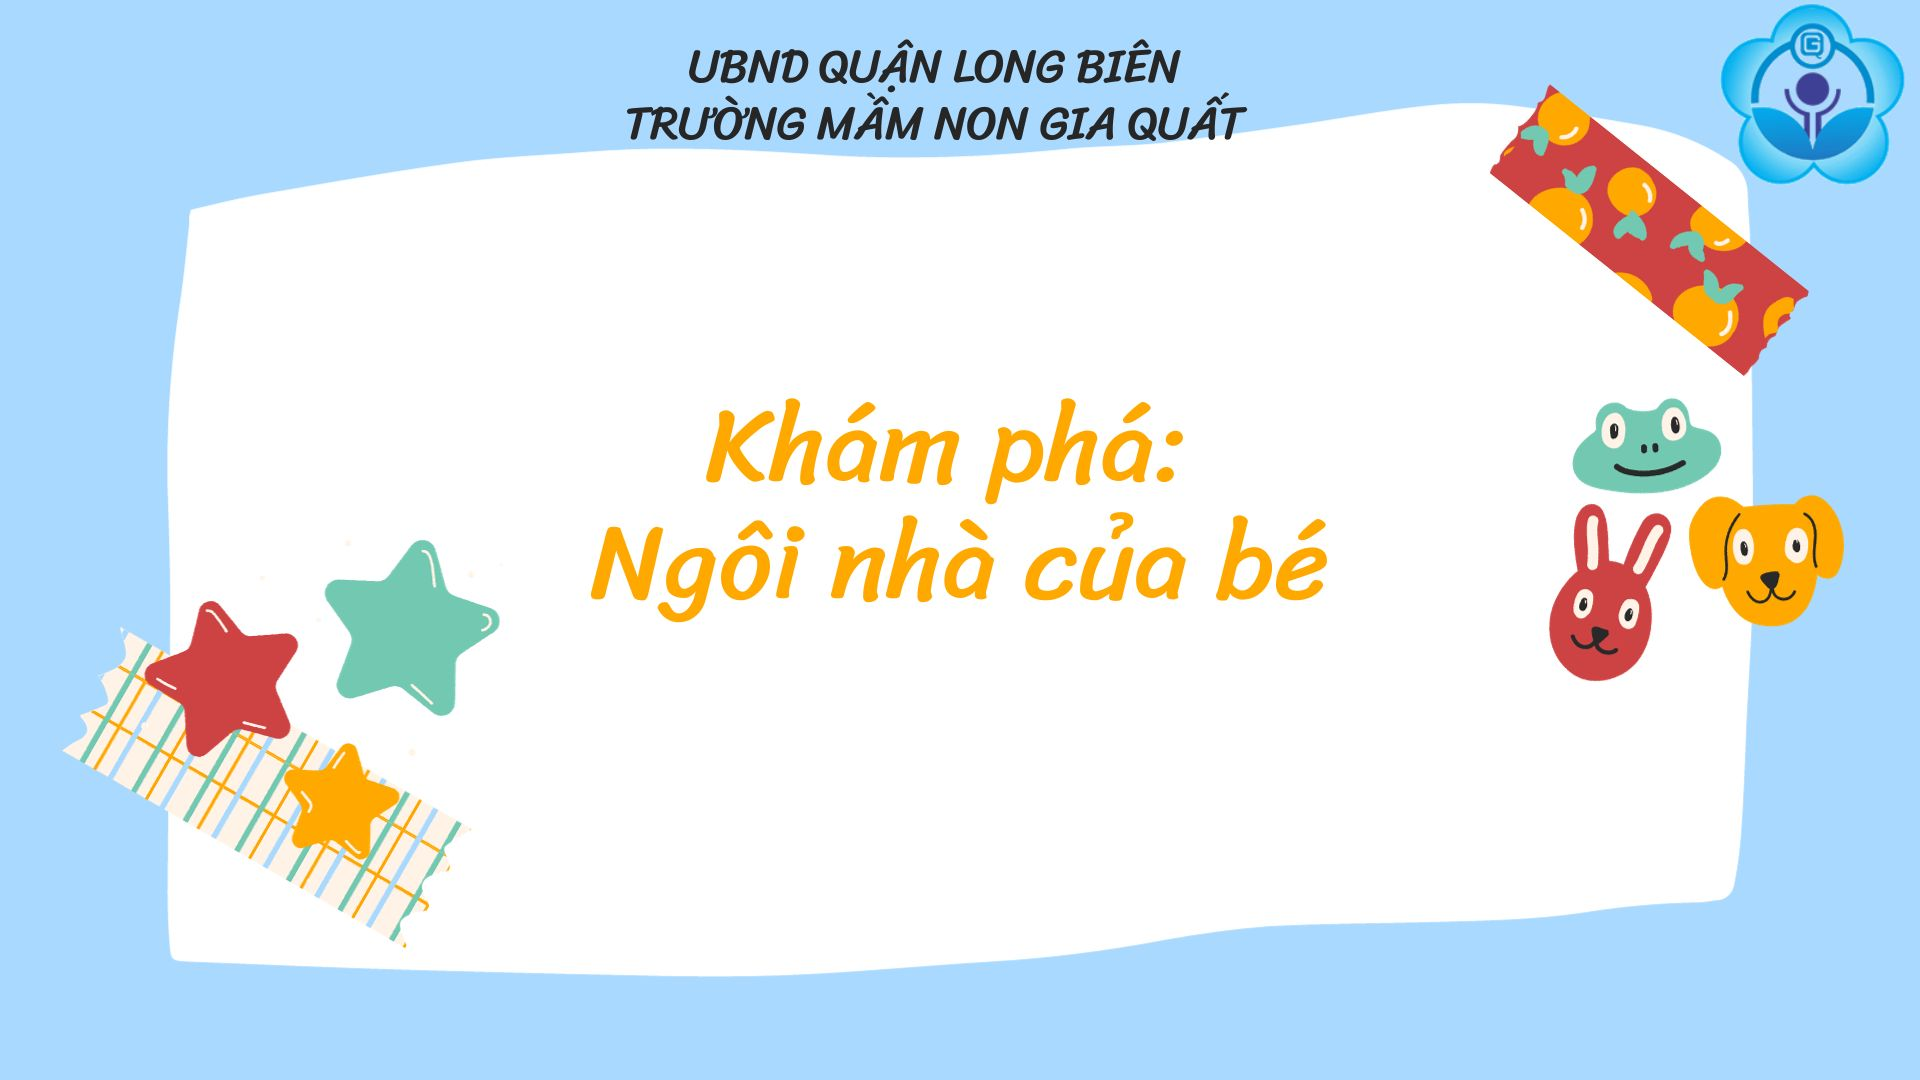 UBND QUẬN LONG BIÊN
TRƯỜNG MẦM NON GIA QUẤT
Khám phá:
Ngôi nhà của bé